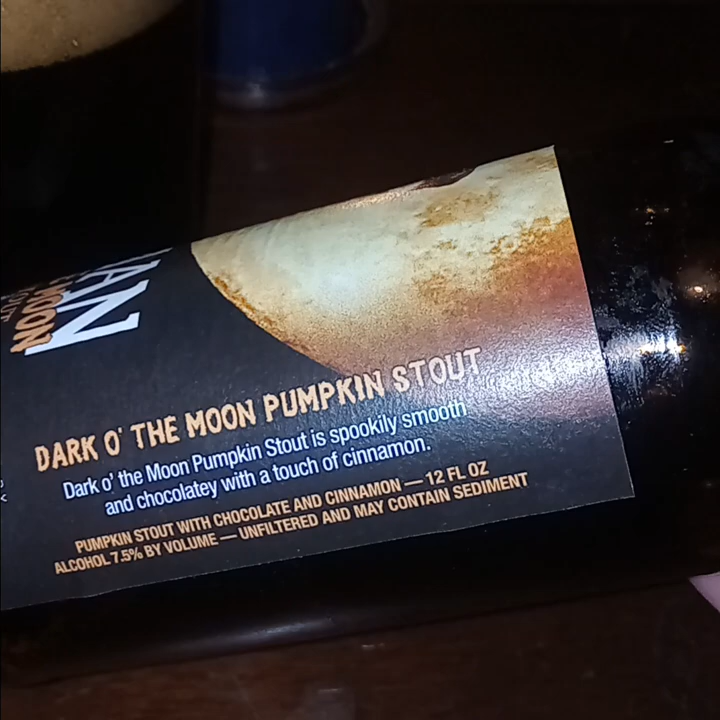 DARK O' THE MOON PUMPKIN STOUT
Dark o' the Moon Pumpkin Stout is spookily smooth
and chocolatey with a touch of cinnamon.
PUMPKIN STOUT WITH CHOCOLATE AND CINNAMON — 12 FL OZ
ALCOHOL 7.5% BY VOLUME — UNFILTERED AND MAY CONTAIN SEDIMENT